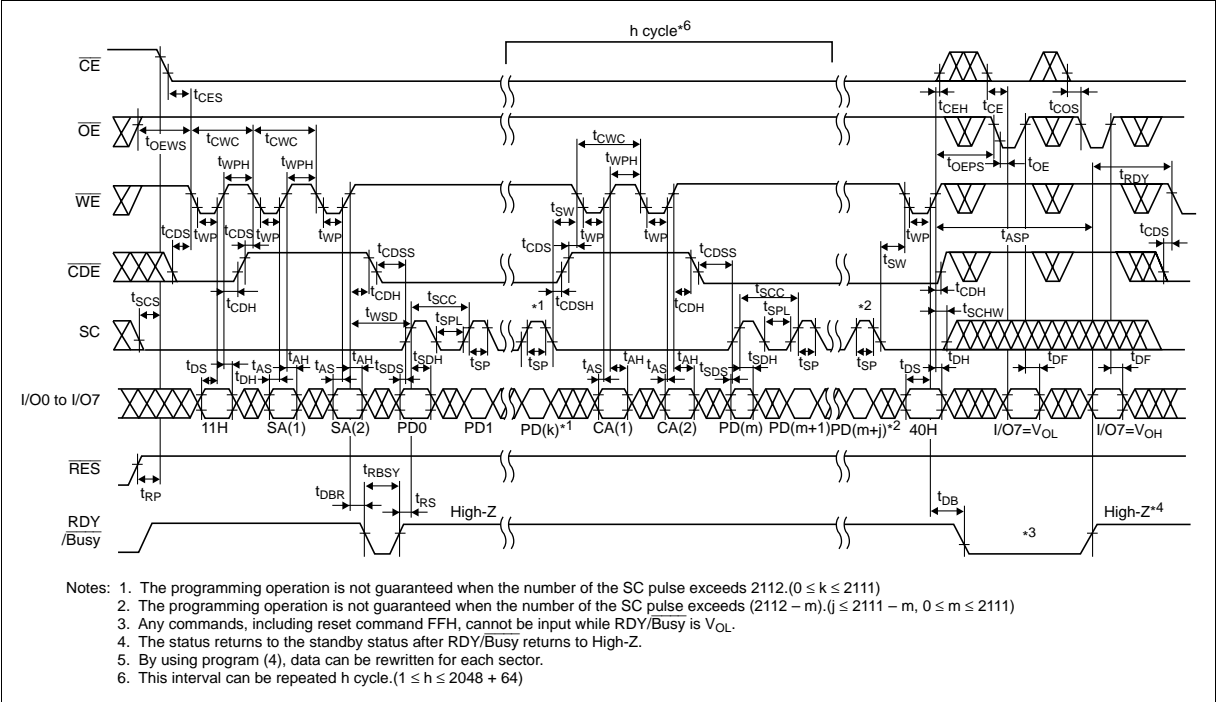 h cycle*6
CE
tCES tCEH tCE tCOS
OE
tOEWS tCWC tCWC tCWC
tWPH tWPH tWPH tOEPS tOE tRDY
WE
tCDS tCDS tWP tWP tWP tSW tCDS tWP tWP tWP tASP tCDS
tCDSS tCDSS tSW
CDE
tSCS tCDH tCDH tCDSH tCDH tCDH
tWSD tSCC tSPL *1 tSCC tSPL *2 tSCHW
SC
tDS tDH tAS tAH tAS tAH tSDS tSDH tSP tSP tAS tAH tAS tAH tSDS tSDH tSP tSP tDS tDH tDF tDF
I/O0 to I/O7
11H SA(1) SA(2) PD0 PD1 PD(k)*1 CA(1) CA(2) PD(m) PD(m+1) PD(m+j)*2 40H I/O7=VOL I/O7=VOH
RES
tRP tDBR tRBSY tRS tDB
RDY
/Busy
High-Z *3 High-Z*4
Notes: 1. The programming operation is not guaranteed when the number of the SC pulse exceeds 2112.(0 ≤ k ≤ 2111)
2. The programming operation is not guaranteed when the number of the SC pulse exceeds (2112 – m).(j ≤ 2111 – m, 0 ≤ m ≤ 2111)
3. Any commands, including reset command FFH, cannot be input while RDY/Busy is VOL.
4. The status returns to the standby status after RDY/Busy returns to High-Z.
5. By using program (4), data can be rewritten for each sector.
6. This interval can be repeated h cycle.(1 ≤ h ≤ 2048 + 64)